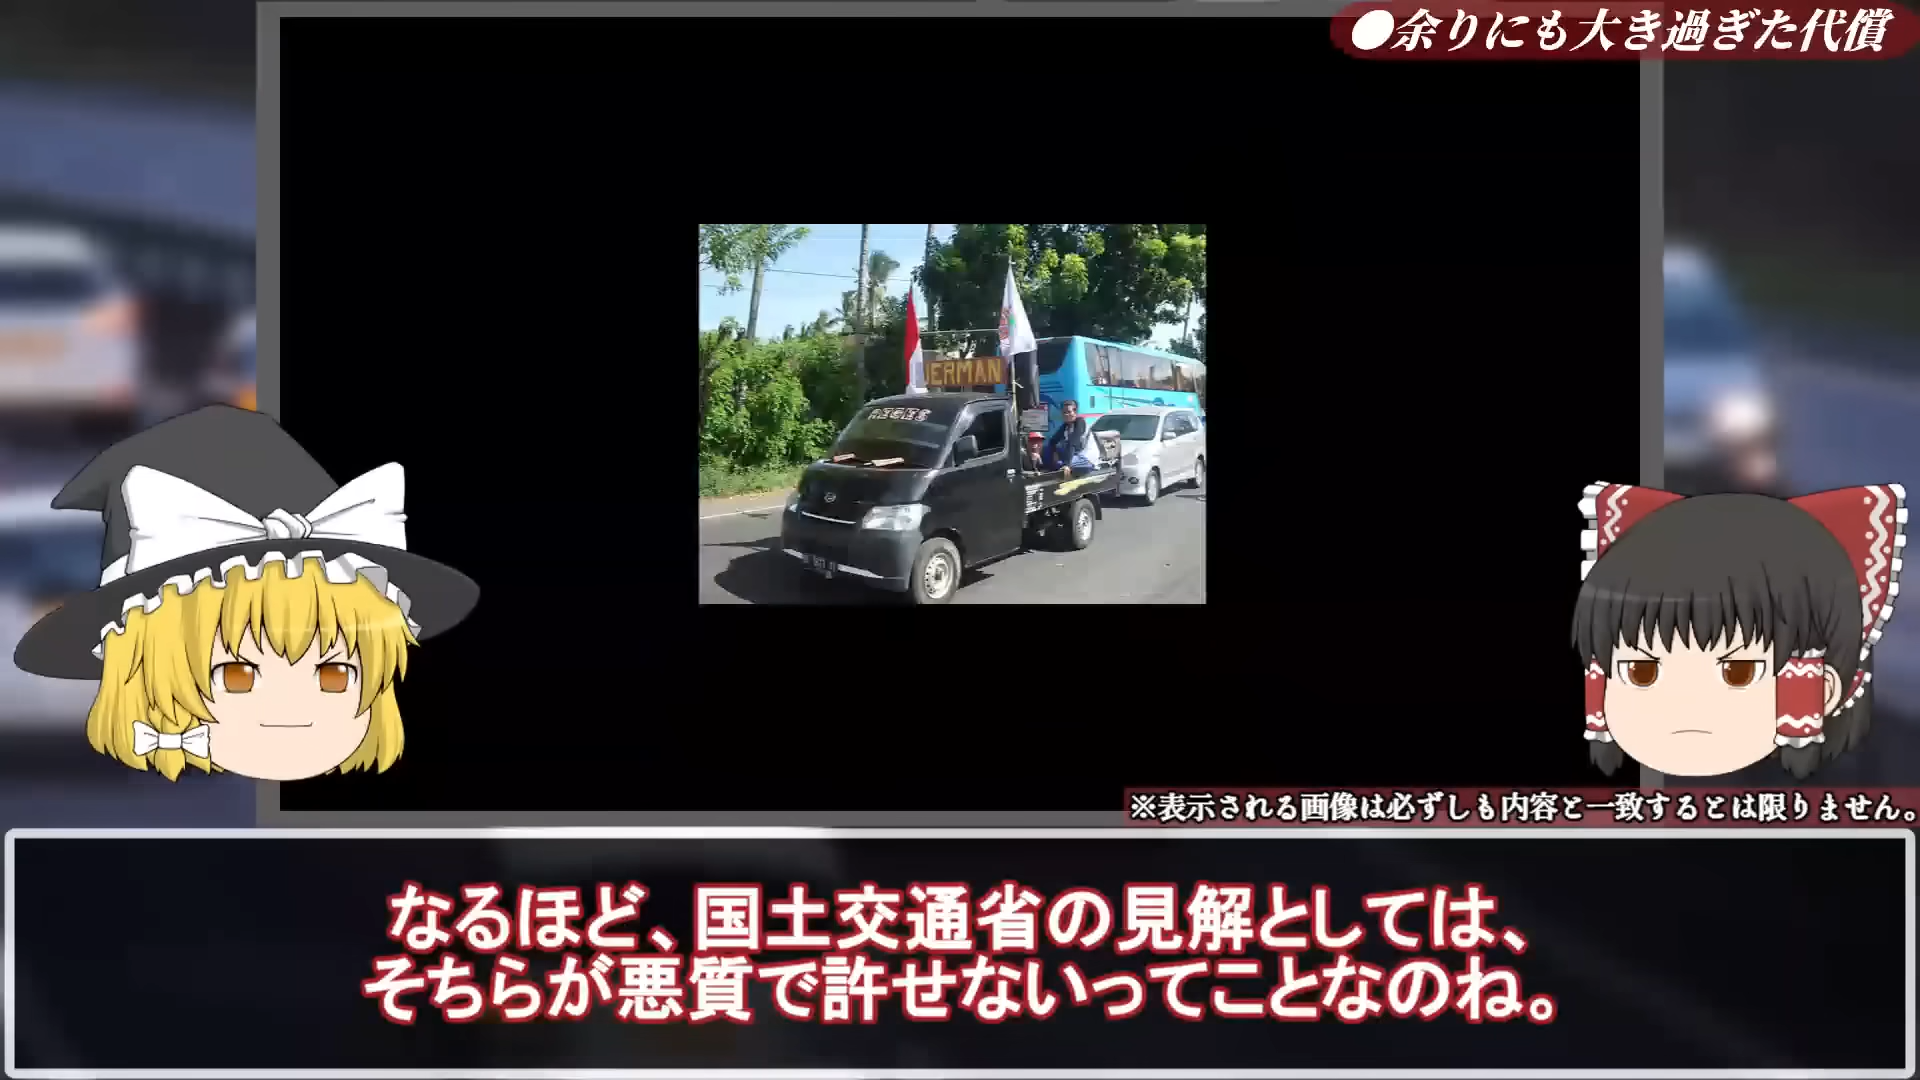 ●余りにも大き過ぎた代償
JERMAN
※表示される画像は必ずしも内容と一致するとは限りません。
なるほど、国土交通省の見解としては、
そちらが悪質で許せないってことなのね。